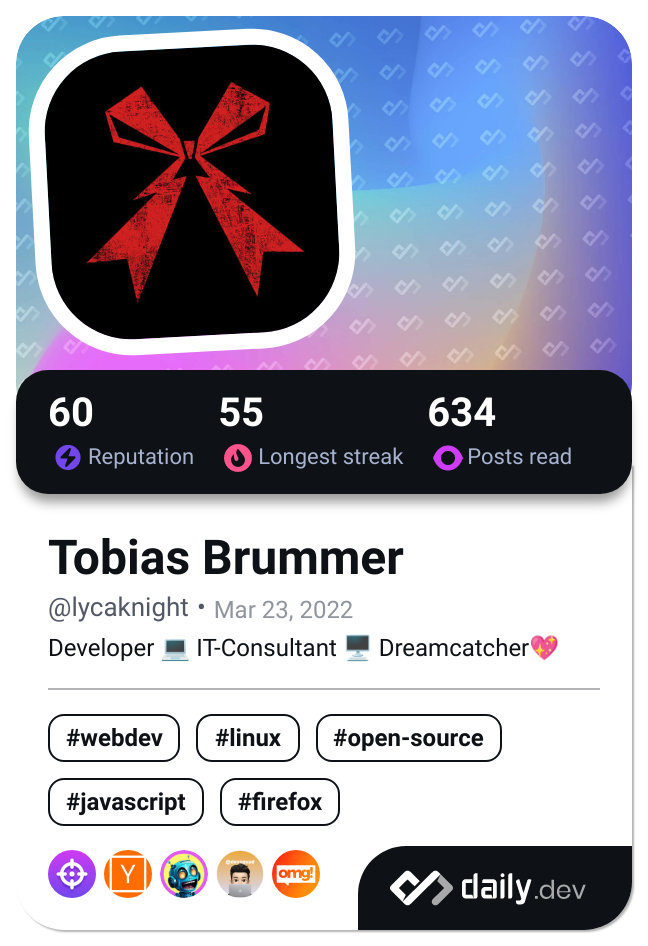 60 55 634
Reputation Longest streak Posts read
Tobias Brummer
@lycaknight • Mar 23, 2022
Developer 💻 IT-Consultant 🖥️ Dreamcatcher💖
#webdev #linux #open-source
#javascript #firefox
Y omg!
daily.dev